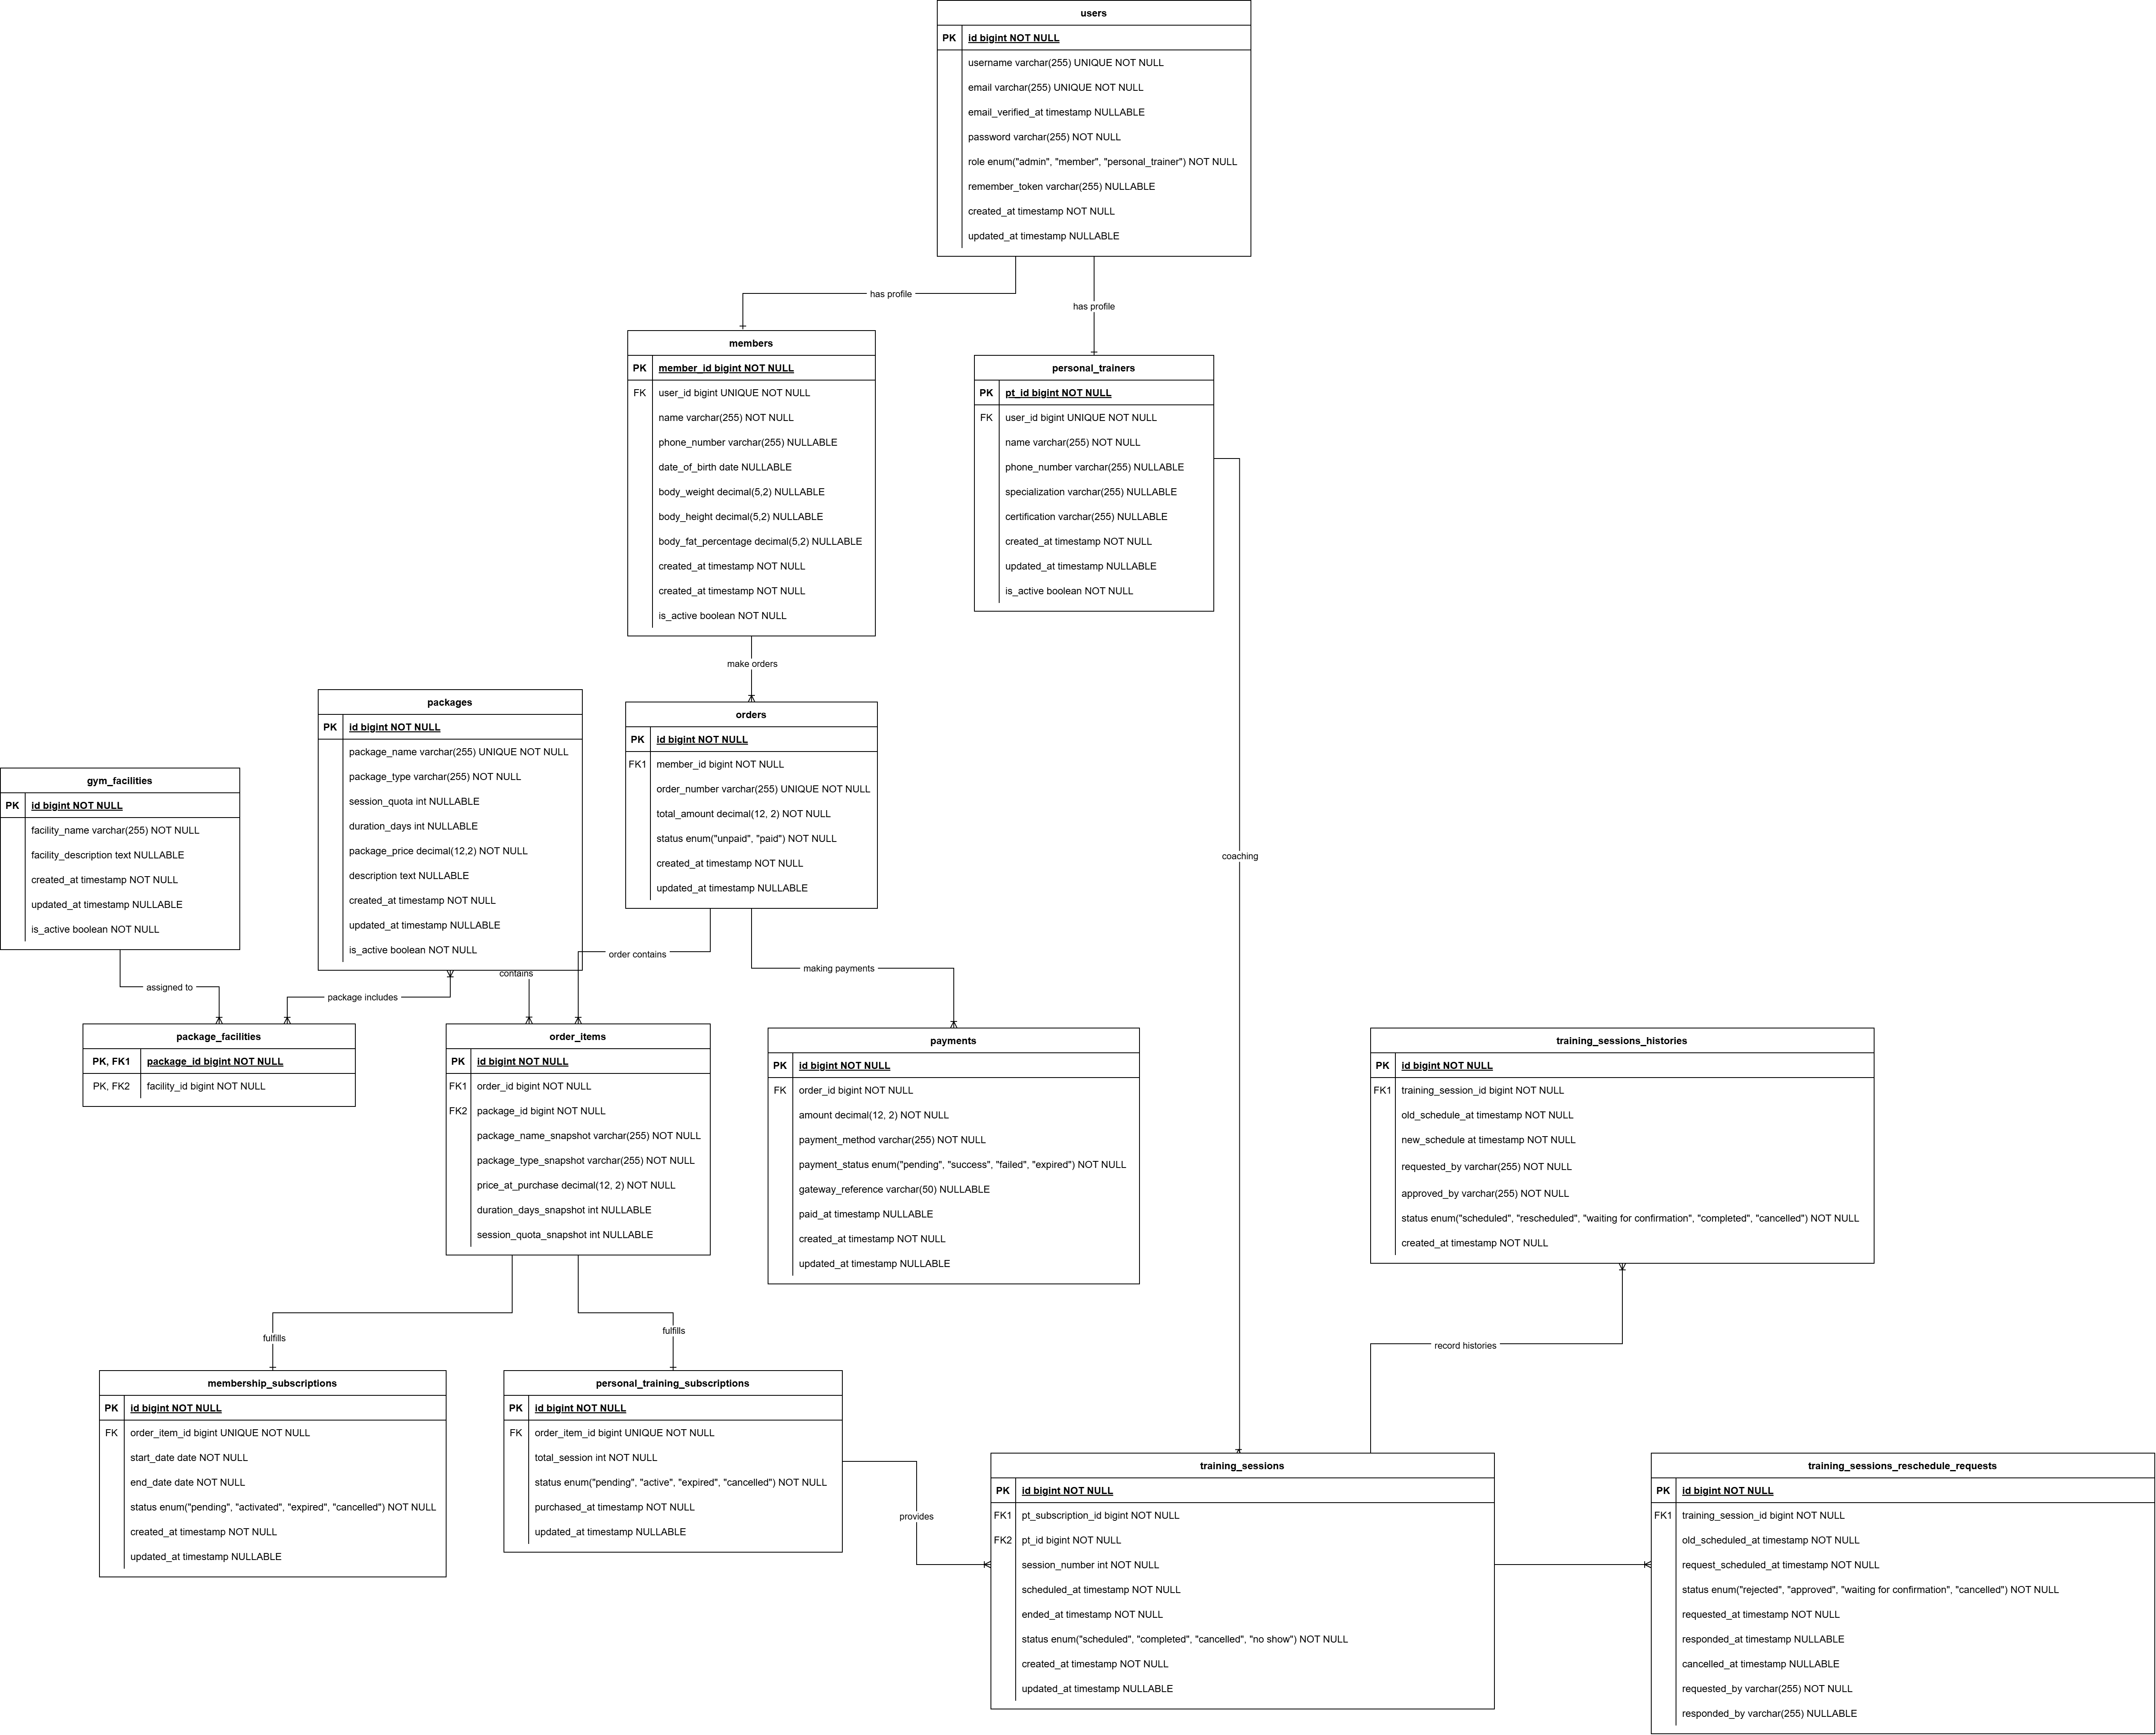 users
PK id bigint NOT NULL
username varchar(255) UNIQUE NOT NULL
email varchar(255) UNIQUE NOT NULL
email_verified_at timestamp NULLABLE
password varchar(255) NOT NULL
role enum("admin", "member", "personal_trainer") NOT NULL
remember_token varchar(255) NULLABLE
created_at timestamp NOT NULL
updated_at timestamp NULLABLE
has profile
has profile
members
PK member_id bigint NOT NULL
FK user_id bigint UNIQUE NOT NULL
name varchar(255) NOT NULL
phone_number varchar(255) NULLABLE
date_of_birth date NULLABLE
body_weight decimal(5,2) NULLABLE
body_height decimal(5,2) NULLABLE
body_fat_percentage decimal(5,2) NULLABLE
created_at timestamp NOT NULL
created_at timestamp NOT NULL
is_active boolean NOT NULL
personal_trainers
PK pt_id bigint NOT NULL
FK user_id bigint UNIQUE NOT NULL
name varchar(255) NOT NULL
phone_number varchar(255) NULLABLE
specialization varchar(255) NULLABLE
certification varchar(255) NULLABLE
created_at timestamp NOT NULL
updated_at timestamp NULLABLE
is_active boolean NOT NULL
make orders
coaching
packages
PK id bigint NOT NULL
package_name varchar(255) UNIQUE NOT NULL
package_type varchar(255) NOT NULL
session_quota int NULLABLE
duration_days int NULLABLE
package_price decimal(12,2) NOT NULL
description text NULLABLE
created_at timestamp NOT NULL
updated_at timestamp NULLABLE
is_active boolean NOT NULL
orders
PK id bigint NOT NULL
FK1 member_id bigint NOT NULL
order_number varchar(255) UNIQUE NOT NULL
total_amount decimal(12, 2) NOT NULL
status enum("unpaid", "paid") NOT NULL
created_at timestamp NOT NULL
updated_at timestamp NULLABLE
gym_facilities
PK id bigint NOT NULL
facility_name varchar(255) NOT NULL
facility_description text NULLABLE
created_at timestamp NOT NULL
updated_at timestamp NULLABLE
is_active boolean NOT NULL
assigned to
package includes
contains
order contains
making payments
package_facilities
PK, FK1 package_id bigint NOT NULL
PK, FK2 facility_id bigint NOT NULL
order_items
PK id bigint NOT NULL
FK1 order_id bigint NOT NULL
FK2 package_id bigint NOT NULL
package_name_snapshot varchar(255) NOT NULL
package_type_snapshot varchar(255) NOT NULL
price_at_purchase decimal(12, 2) NOT NULL
duration_days_snapshot int NULLABLE
session_quota_snapshot int NULLABLE
payments
PK id bigint NOT NULL
FK order_id bigint NOT NULL
amount decimal(12, 2) NOT NULL
payment_method varchar(255) NOT NULL
payment_status enum("pending", "success", "failed", "expired") NOT NULL
gateway_reference varchar(50) NULLABLE
paid_at timestamp NULLABLE
created_at timestamp NOT NULL
updated_at timestamp NULLABLE
training_sessions_histories
PK id bigint NOT NULL
FK1 training_session_id bigint NOT NULL
old_schedule_at timestamp NOT NULL
new_schedule at timestamp NOT NULL
requested_by varchar(255) NOT NULL
approved_by varchar(255) NOT NULL
status enum("scheduled", "rescheduled", "waiting for confirmation", "completed", "cancelled") NOT NULL
created_at timestamp NOT NULL
fulfills
fulfills
record histories
membership_subscriptions
PK id bigint NOT NULL
FK order_item_id bigint UNIQUE NOT NULL
start_date date NOT NULL
end_date date NOT NULL
status enum("pending", "activated", "expired", "cancelled") NOT NULL
created_at timestamp NOT NULL
updated_at timestamp NULLABLE
personal_training_subscriptions
PK id bigint NOT NULL
FK order_item_id bigint UNIQUE NOT NULL
total_session int NOT NULL
status enum("pending", "active", "expired", "cancelled") NOT NULL
purchased_at timestamp NOT NULL
updated_at timestamp NULLABLE
provides
training_sessions
PK id bigint NOT NULL
FK1 pt_subscription_id bigint NOT NULL
FK2 pt_id bigint NOT NULL
session_number int NOT NULL
scheduled_at timestamp NOT NULL
ended_at timestamp NOT NULL
status enum("scheduled", "completed", "cancelled", "no show") NOT NULL
created_at timestamp NOT NULL
updated_at timestamp NULLABLE
training_sessions_reschedule_requests
PK id bigint NOT NULL
FK1 training_session_id bigint NOT NULL
old_scheduled_at timestamp NOT NULL
request_scheduled_at timestamp NOT NULL
status enum("rejected", "approved", "waiting for confirmation", "cancelled") NOT NULL
requested_at timestamp NOT NULL
responded_at timestamp NULLABLE
cancelled_at timestamp NULLABLE
requested_by varchar(255) NOT NULL
responded_by varchar(255) NULLABLE